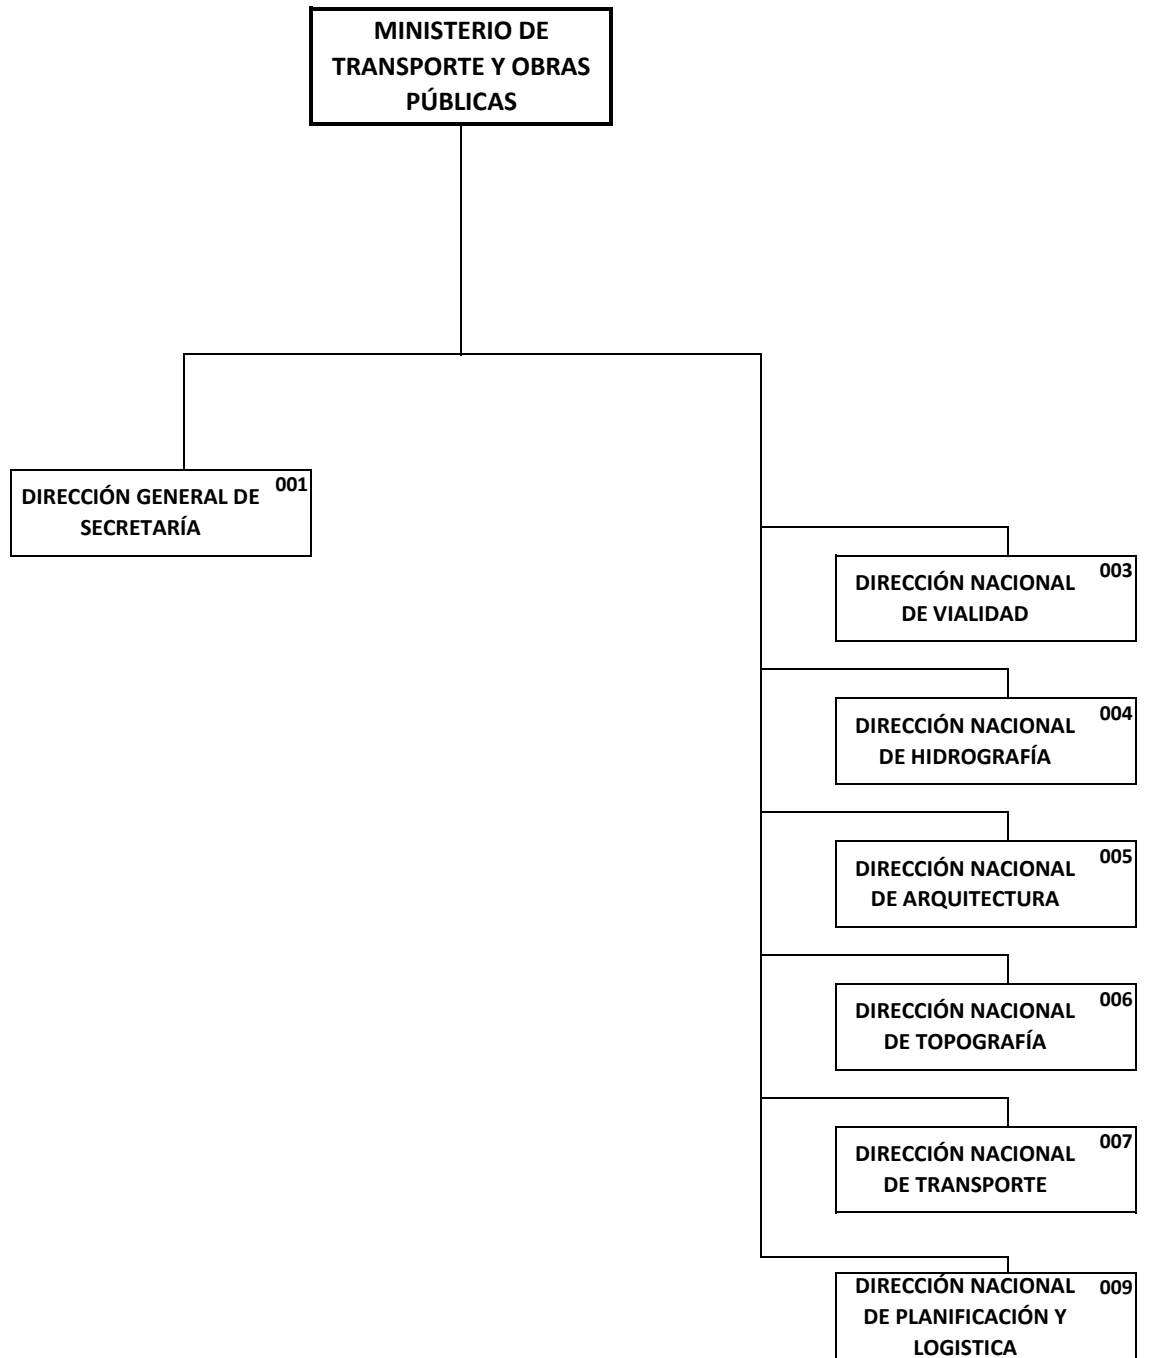 MINISTERIO DE
TRANSPORTE Y OBRAS
PÚBLICAS
001
DIRECCIÓN GENERAL DE
SECRETARÍA
003
DIRECCIÓN NACIONAL
DE VIALIDAD
004
DIRECCIÓN NACIONAL
DE HIDROGRAFÍA
005
DIRECCIÓN NACIONAL
DE ARQUITECTURA
006
DIRECCIÓN NACIONAL
DE TOPOGRAFÍA
007
DIRECCIÓN NACIONAL
DE TRANSPORTE
009
DIRECCIÓN NACIONAL
DE PLANIFICACIÓN Y
LOGISTICA